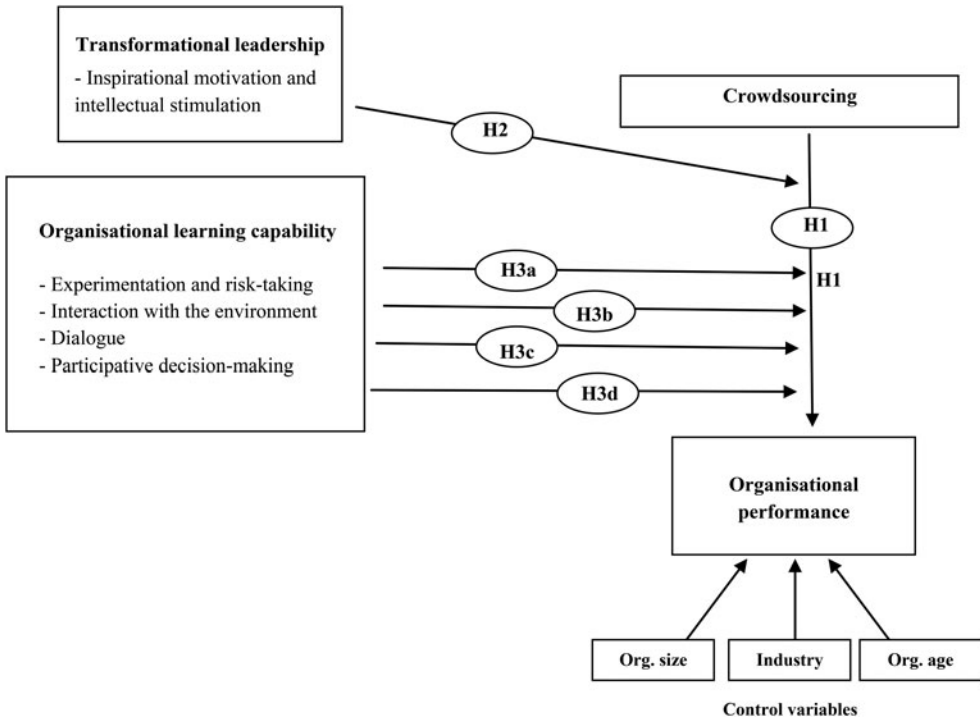 Transformational leadership
- Inspirational motivation and
intellectual stimulation
Crowdsourcing
H2
H1
Organisational learning capability
- Experimentation and risk-taking
- Interaction with the environment
- Dialogue
- Participative decision-making
H3a
H1
H3b
H3c
H3d
Organisational
performance
Org. size
Industry
Org. age
Control variables